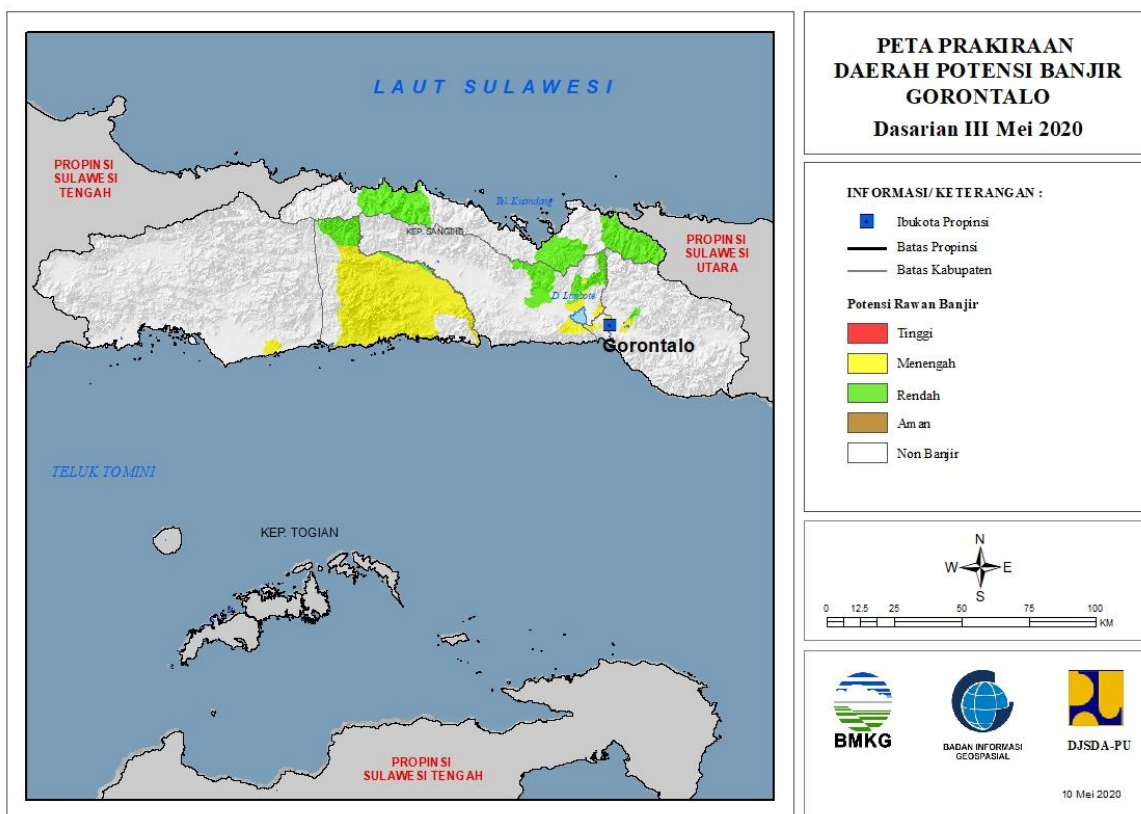 LAUT SULAWESI
PROPINSI
SULAWESI
TENGAH
Tel. Kuandang
KEP. SANGIHE
PROPINSI
SULAWESI
UTARA
D. Limboto
Gorontalo
TELUK TOMINI
KEP. TOGIAN
PROPINSI
SULAWESI TENGAH
PETA PRAKIRAAN
DAERAH POTENSI BANJIR
GORONTALO
Dasarian III Mei 2020
INFORMASI/ KETERANGAN :
Ibukota Propinsi
Batas Propinsi
Batas Kabupaten
Potensi Rawan Banjir
Tinggi
Menengah
Rendah
Aman
Non Banjir
N
W E
S
0 12.5 25 50 75 100
KM
BMKG
BADAN INFORMASI
GEOSPASIAL
DJSDA-PU
10 Mei 2020